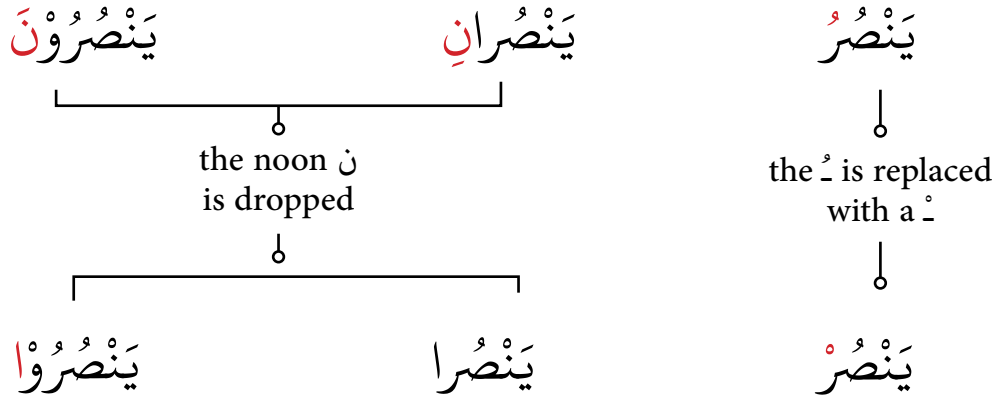 يَنْصُرُ يَنْصُرانِ يَنْصُرُوْنَ
the noon ن
is dropped
the ـُ is replaced
with a ـْ
يَنْصُرْ يَنْصُرا يَنْصُرُوْا